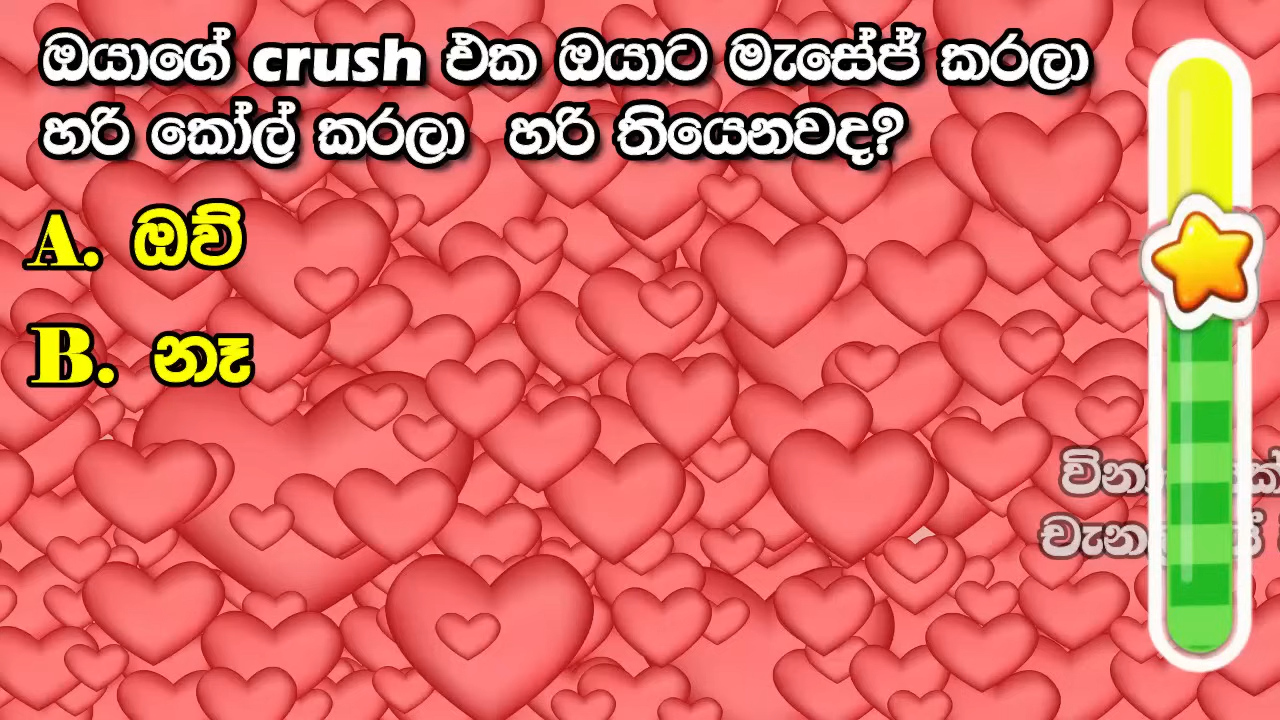 ඔයාගේ crush එක ඔයාට මැසේජ් කරලා
හරි කෝල් කරලා හරි තියෙනවද?
A. ඔව්
B. නෑ